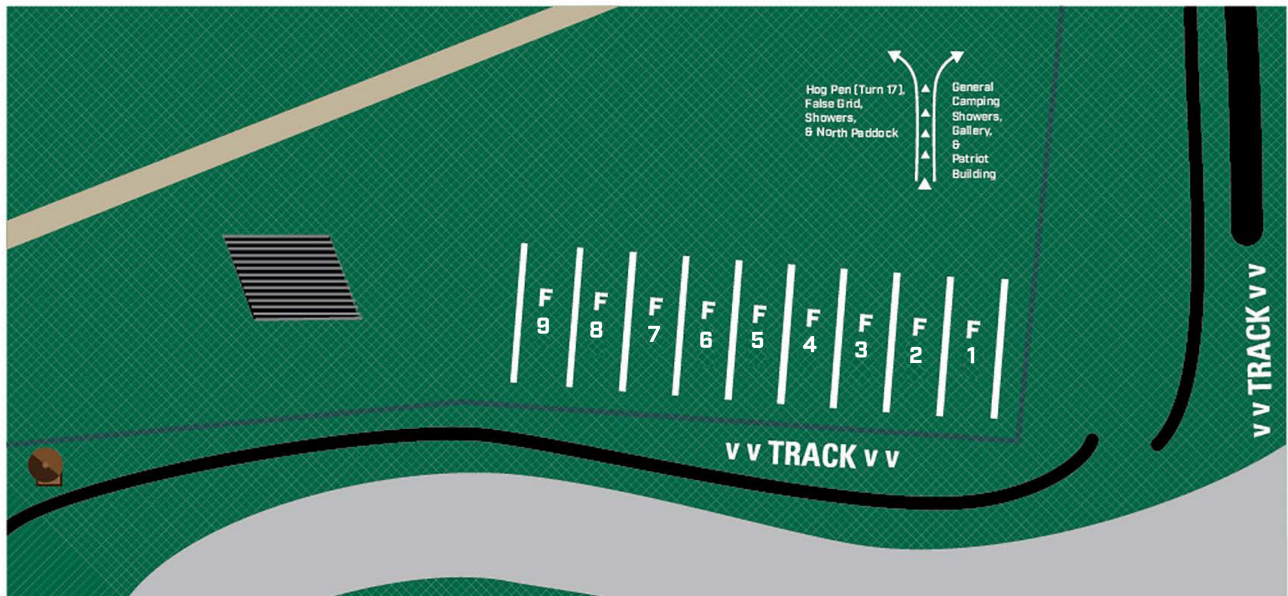 Hog Pen (Turn 17),
False Grid,
Showers,
& North Paddock
General
Camping
Showers,
Gallery,
&
Patriot
Building
F
9
F
8
F
7
F
6
F
5
F
4
F
3
F
2
F
1
v v TRACK v v
v v TRACK v v